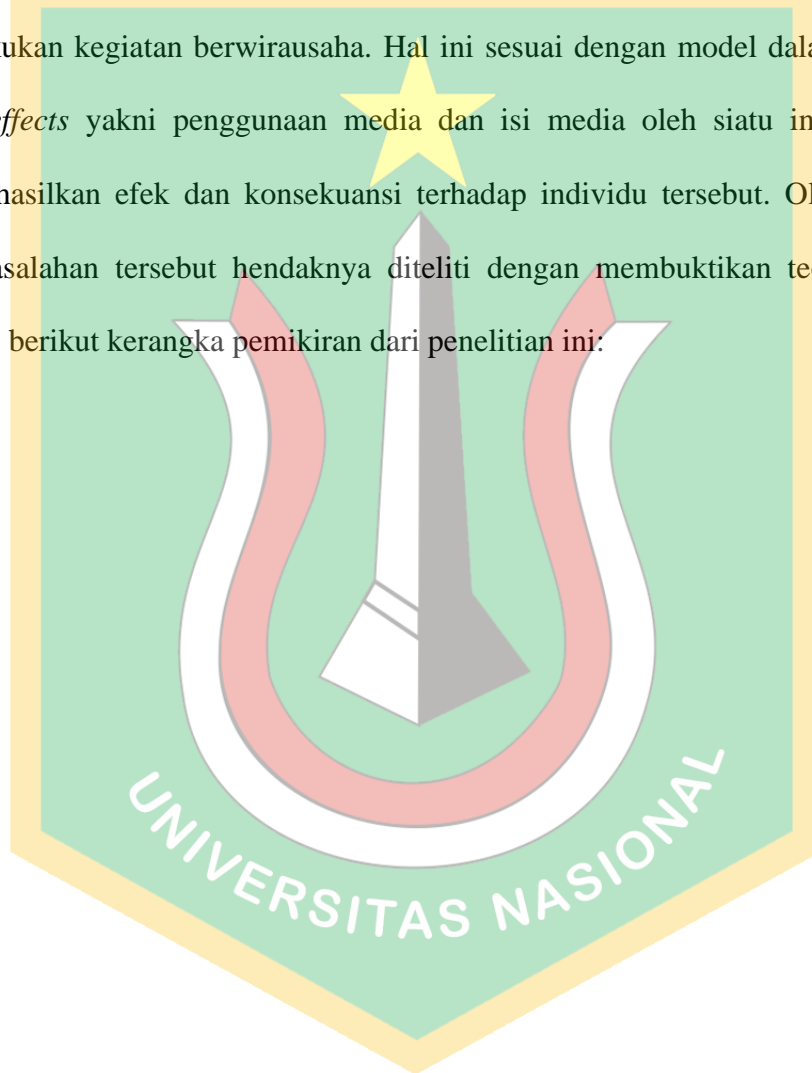 ukan kegiatan berwirausaha. Hal ini sesuai dengan model dala
ffects yakni penggunaan media dan isi media oleh siatu in
hasilkan efek dan konsekuansi terhadap individu tersebut. Ol
asalahan tersebut hendaknya diteliti dengan membuktikan te
berikut kerangka pemikiran dari penelitian ini:
UNIVERSITAS NASIONAL